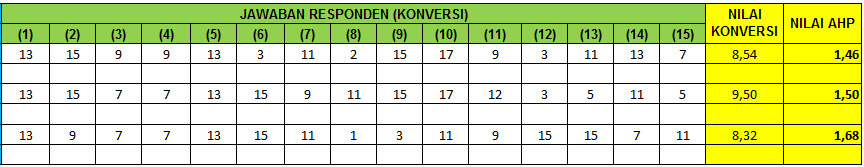 JAWABAN RESPONDEN (KONVERSI) NILAI KONVERSI NILAI AHP
(1) (2) (3) (4) (5) (6) (7) (8) (9) (10) (11) (12) (13) (14) (15)
13 15 9 9 13 3 11 2 15 17 9 3 11 13 7 8,54 1,46
13 15 7 7 13 15 9 11 15 17 12 3 5 11 5 9,50 1,50
13 9 7 7 13 15 11 1 3 11 9 15 15 7 11 8,32 1,68